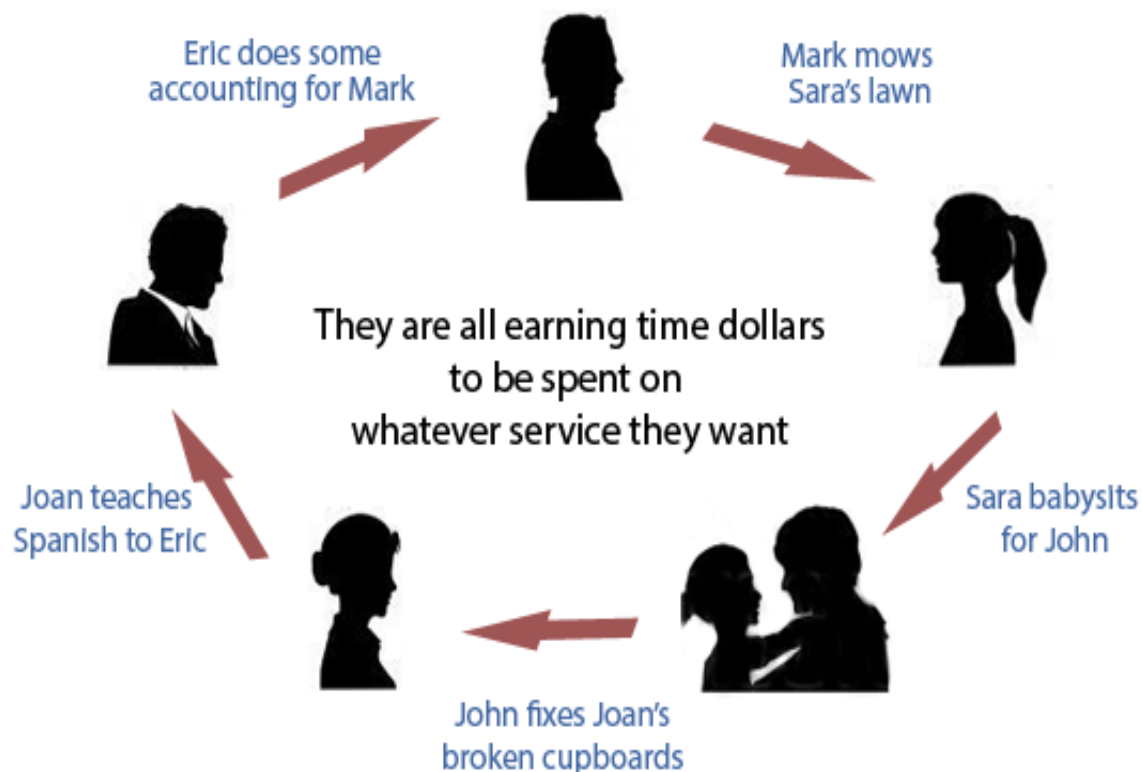 Eric does some
accounting for Mark
Mark mows
Sara's lawn
They are all earning time dollars
to be spent on
whatever service they want
Joan teaches
Spanish to Eric
Sara babysits
for John
John fixes Joan's
broken cupboards